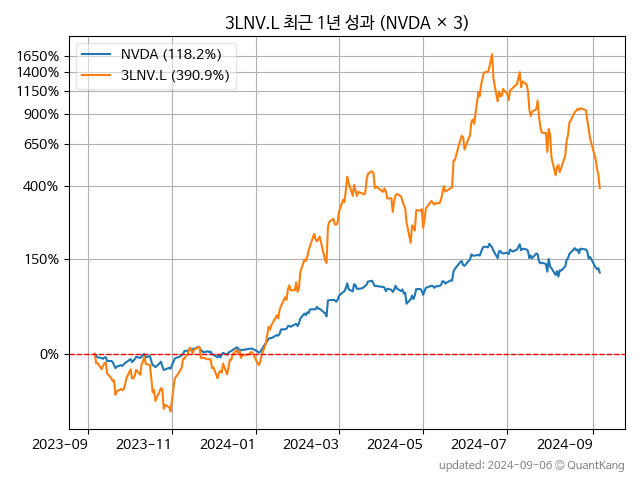 3LNV.L 최근 1년 성과 (NVDA × 3)
NVDA (118.2%)
3LNV.L (390.9%)
1650%
1400%
1150%
900%
650%
400%
150%
0%
2023-09 2023-11 2024-01 2024-03 2024-05 2024-07 2024-09
updated: 2024-09-06 © QuantKang